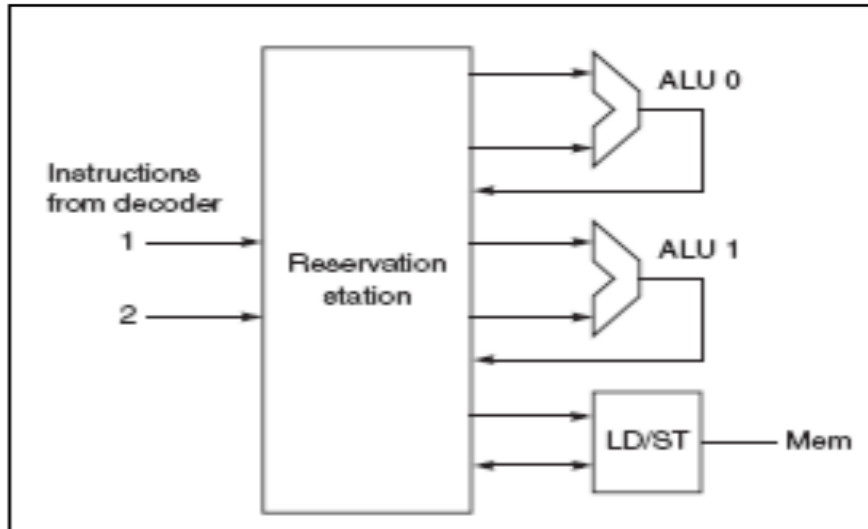 ALU 0
Instructions
from decoder
1
2
Reservation
station
ALU 1
LD/ST
Mem